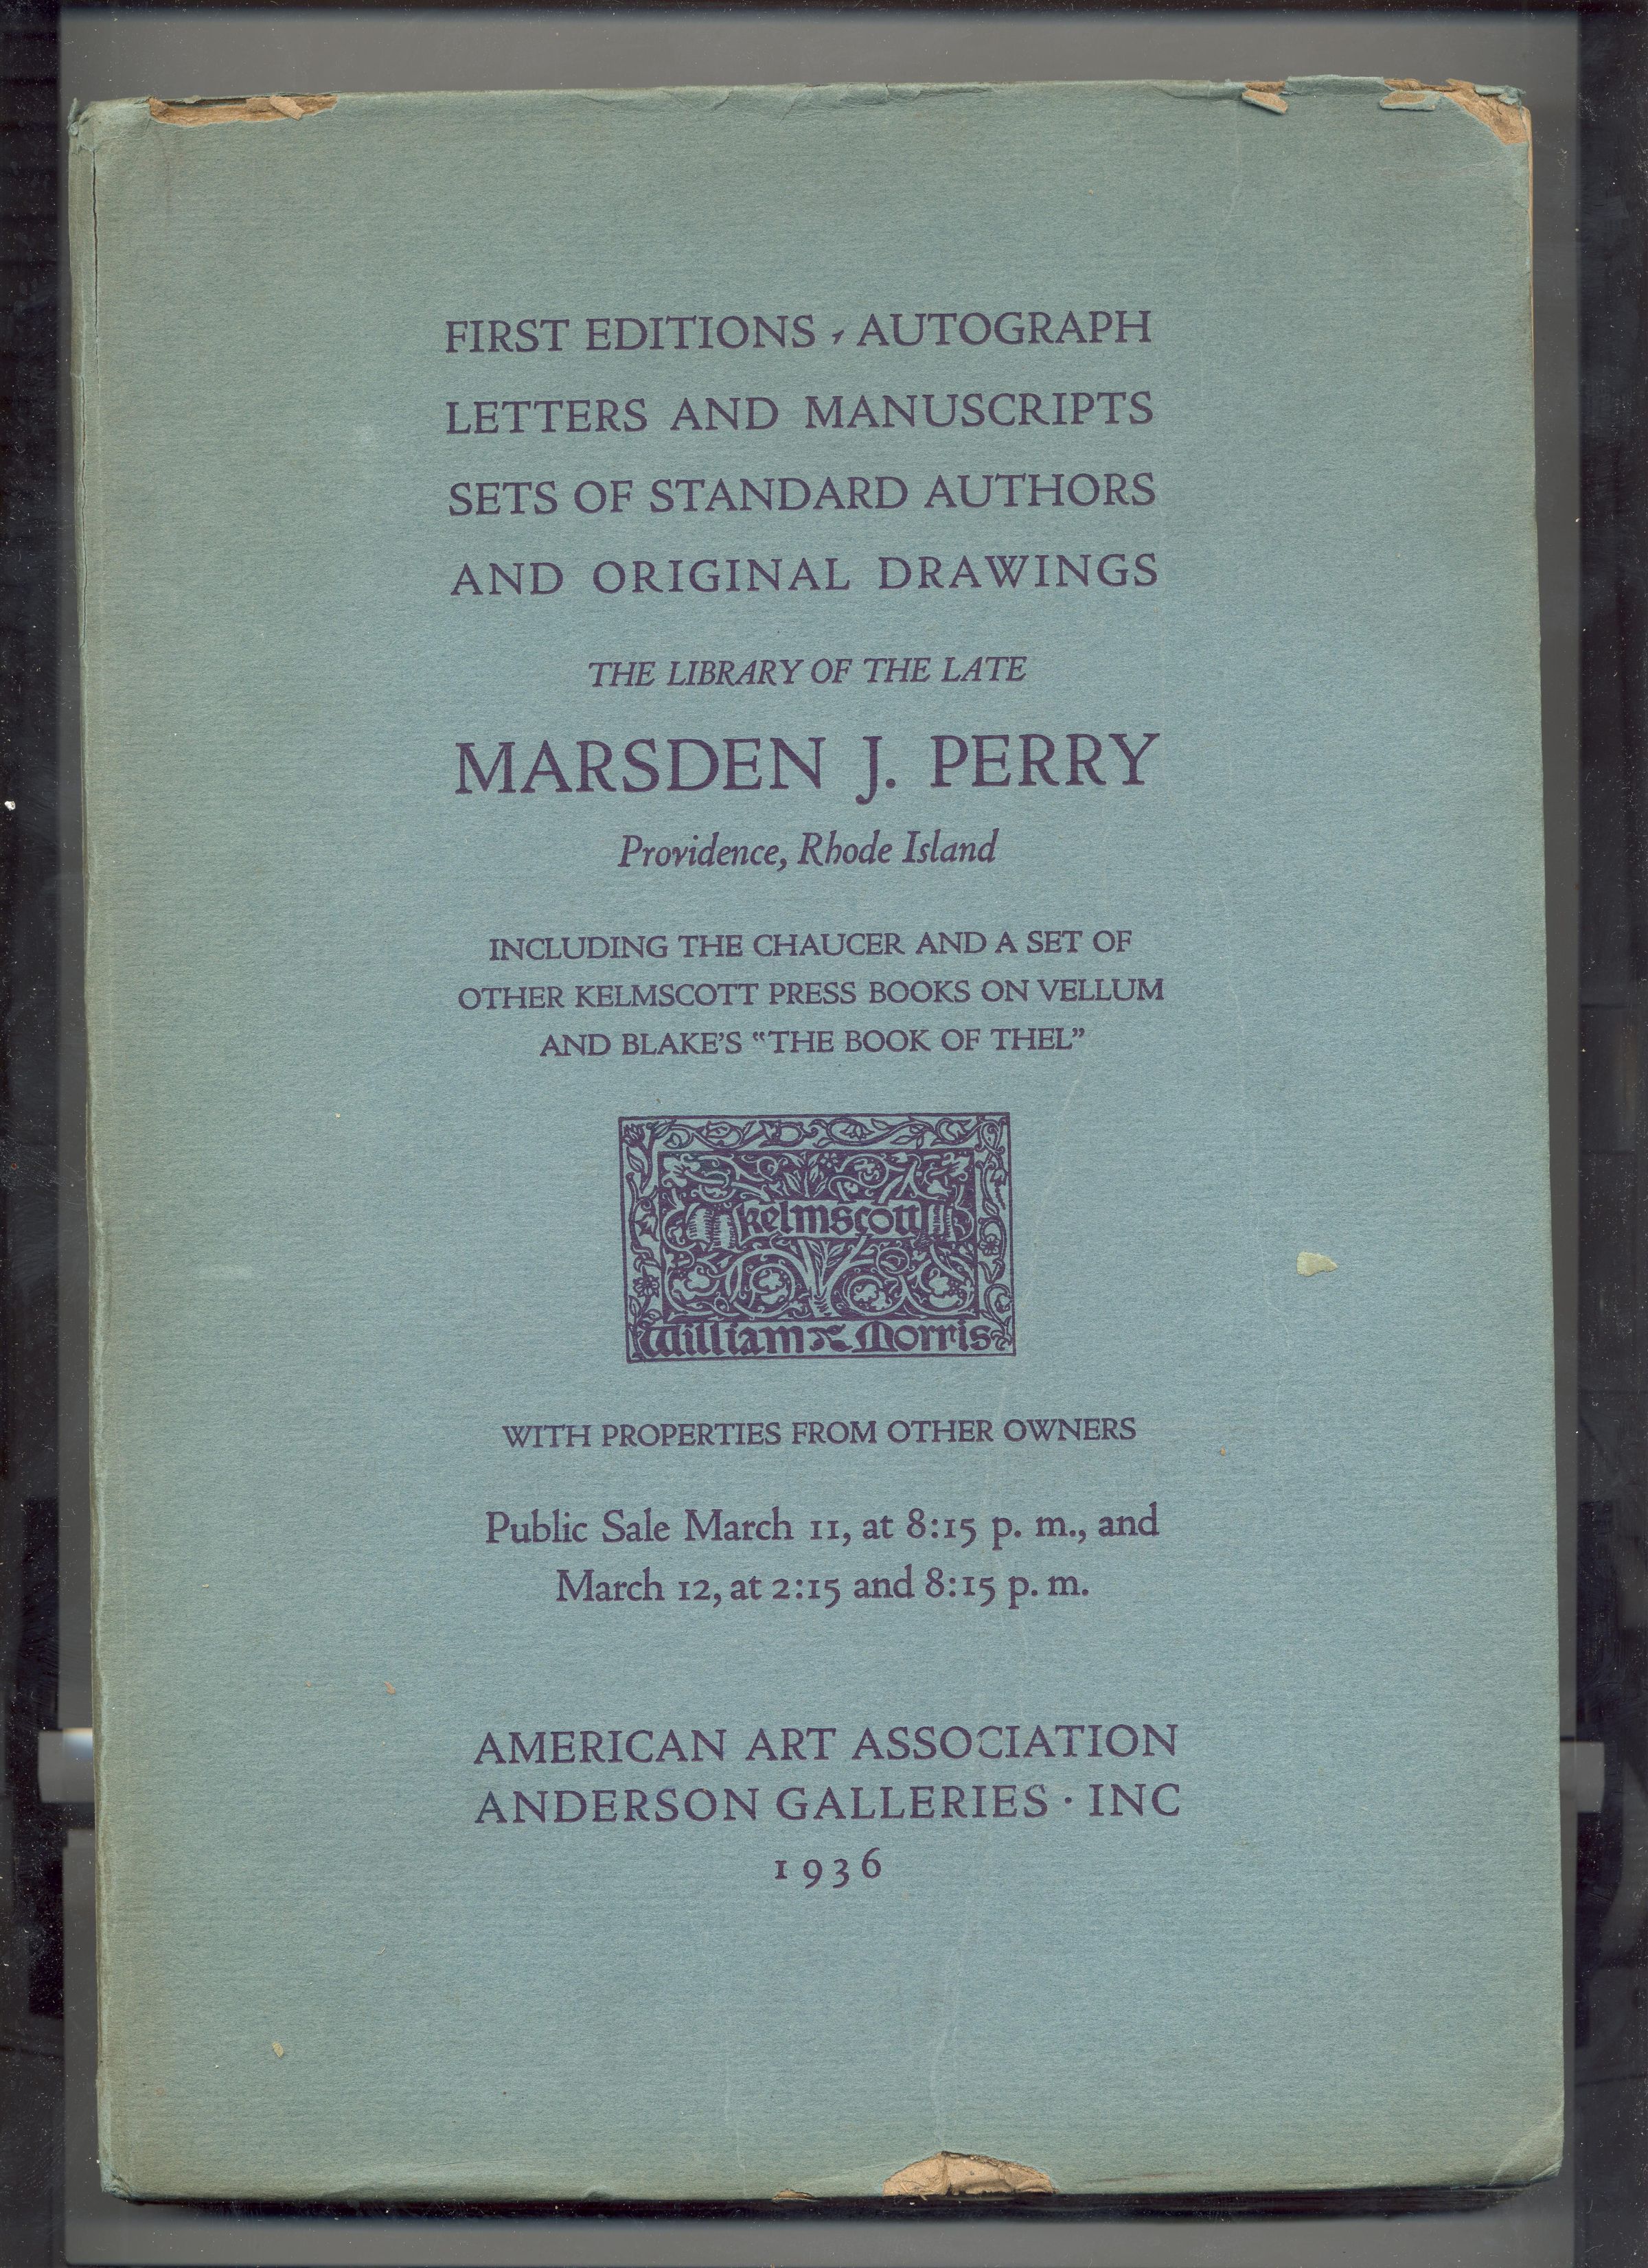 FIRST EDITIONS , AUTOGRAPH
LETTERS AND MANUSCRIPTS
SETS OF STANDARD AUTHORS
AND ORIGINAL DRAWINGS
THE LIBRARY OF THE LATE
MARSDEN J. PERRY
Providence, Rhode Island
INCLUDING THE CHAUCER AND A SET OF
OTHER KELMSCOTT PRESS BOOKS ON VELLUM
AND BLAKE'S "THE BOOK OF THEL"
kelmscott
William Morris
WITH PROPERTIES FROM OTHER OWNERS
Public Sale March 11, at 8:15 p. m., and
March 12, at 2:15 and 8:15 p. m.
AMERICAN ART ASSOCIATION
ANDERSON GALLERIES · INC
1936